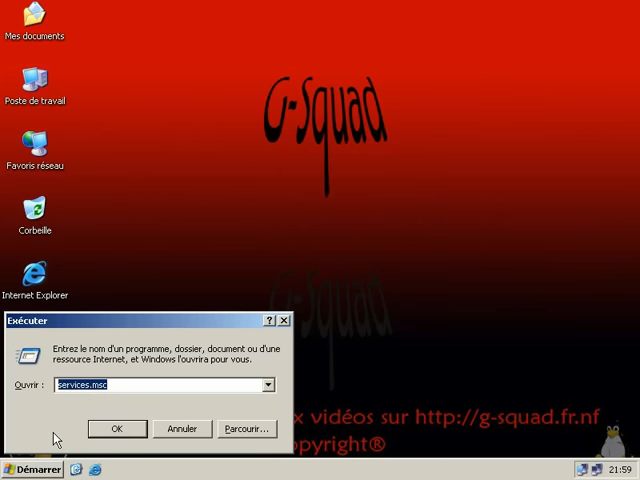 Mes documents
G-Squad
Poste de travail
Favoris réseau
Corbeille
G-Squad
Internet Explorer
Exécuter
Entrez le nom d'un programme, dossier, document ou d'une
ressource Internet, et Windows l'ouvrira pour vous.
Ouvrir :
services.msc
OK
Annuler
Parcourir...
x vidéos sur http://g-squad.fr.nf
opyright®
Démarrer
21:59